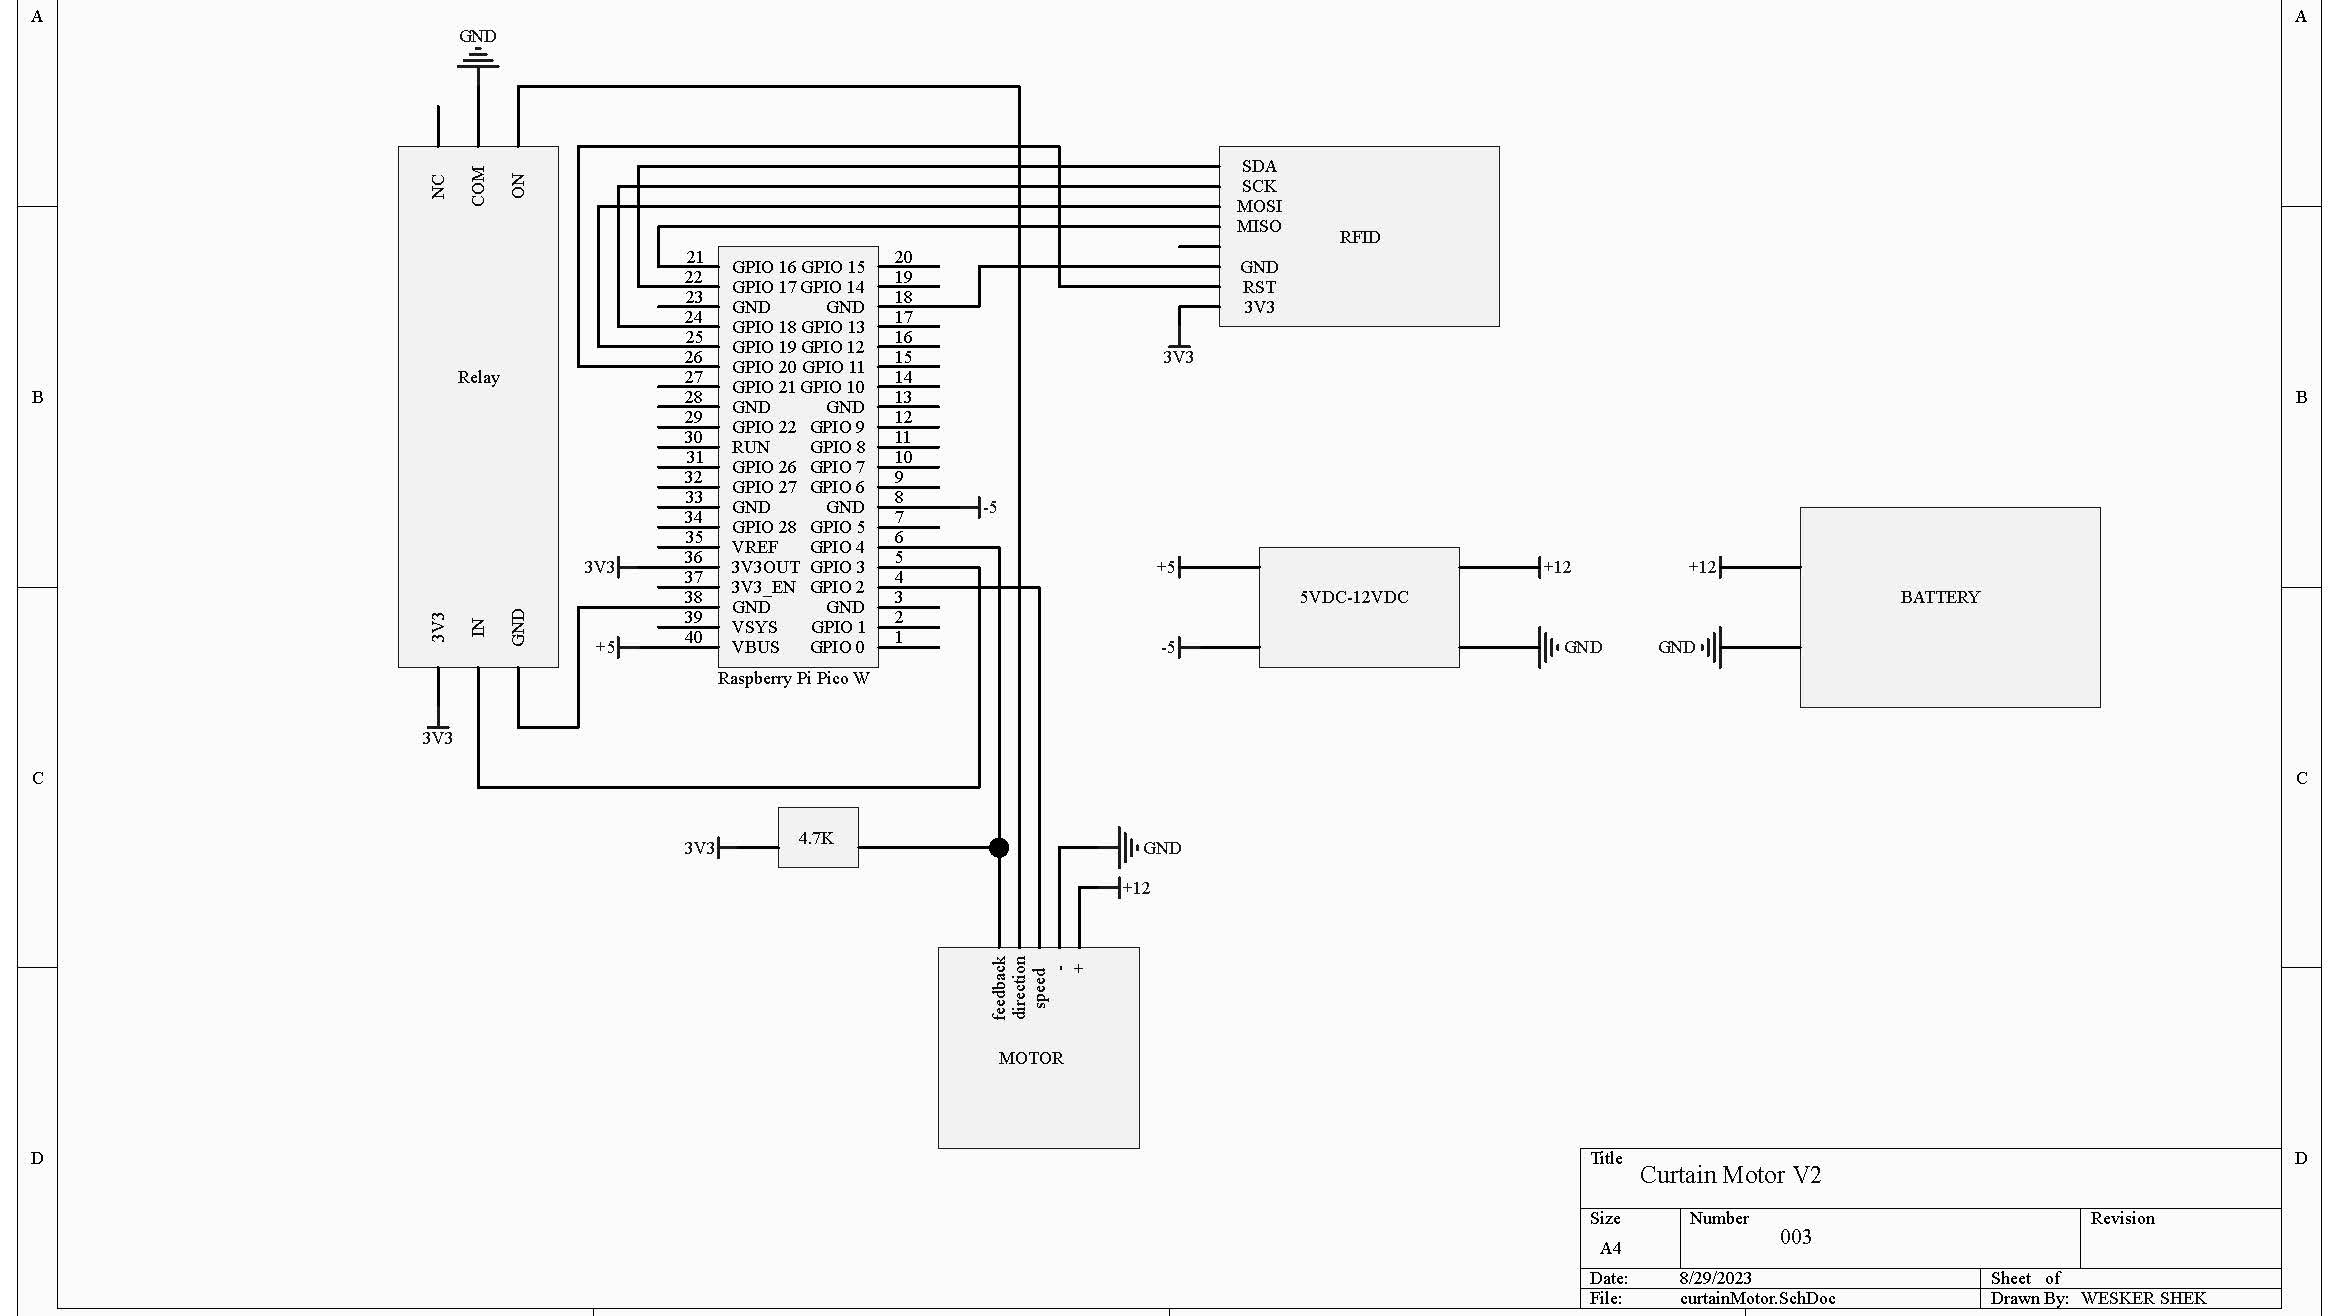 A
A
GND
NC
COM
ON
SDA
SCK
MOSI
MISO
RFID
GND
RST
3V3
3V3
B
B
Relay
21 GPIO 16 GPIO 15 20
22 GPIO 17 GPIO 14 19
23 GND GND 18
24 GPIO 18 GPIO 13 17
25 GPIO 19 GPIO 12 16
26 GPIO 20 GPIO 11 15
27 GPIO 21 GPIO 10 14
28 GND GND 13
29 GPIO 22 GPIO 9 12
30 RUN GPIO 8 11
31 GPIO 26 GPIO 7 10
32 GPIO 27 GPIO 6 9
33 GND GND 8 -5
34 GPIO 28 GPIO 5 7
35 VREF GPIO 4 6
3V3 36 3V3OUT GPIO 3 5
37 3V3_EN GPIO 2 4
38 GND GND 3
39 VSYS GPIO 1 2
+5 40 VBUS GPIO 0 1
Raspberry Pi Pico W
3V3
IN
GND
3V3
+5
5VDC-12VDC
+12
-5
GND
+12
BATTERY
GND
C
C
3V3
4.7K
GND
+12
feedback
direction
speed
-
+
MOTOR
D
D
Title
Curtain Motor V2
Size
A4
Number
003
Revision
Date: 8/29/2023
Sheet of
File: curtainMotor.SchDoc
Drawn By: WESKER SHEK